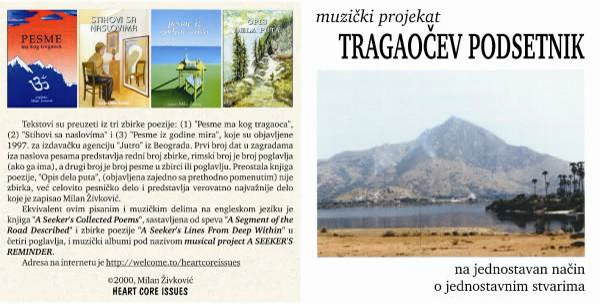 PESME
ma kog tragaoca
STIHOVI SA
NASLOVIMA
pesme iz
OPIS
DELA PUTA
Tekstovi su preuzeti iz tri zbirke poezije: (1) "Pesme ma kog tragaoca",
(2) "Stihovi sa naslovima" i (3) "Pesme iz godine mira", koje su objavljene
1997. za izdavačku agenciju "Jutro" iz Beograda. Prvi broj dat u zagradama
iza naslova pesama predstavlja redni broj zbirke, rimski broj je broj poglavlja
(ako ga ima), a drugi broj je broj pesme u zbirci ili poglavlju. Preostala knjiga
poezije, "Opis dela puta", (objavljena zajedno sa prethodno pomenutim) nije
zbirka, već celovito pesničko delo i predstavlja verovatno najvažnije delo
koje je zapisao Milan Živković.
Ekvivalent ovim pisanim i muzičkim delima na engleskom jeziku je
knjiga "A Seeker's Collected Poems", sastavljena od speva "A Segment of the
Road Described" i zbirke poezije "A Seeker's Lines From Deep Within" u
četiri poglavlja, i muzički albumi pod nazivom musical project A SEEKER'S
REMINDER.
Adresa na internetu je http://welcome.to/heartcoreissues
©2000, Milan Živković
HEART CORE ISSUES
muzički projekat
TRAGAOČEV PODSETNIK
na jednostavan način
o jednostavnim stvarima